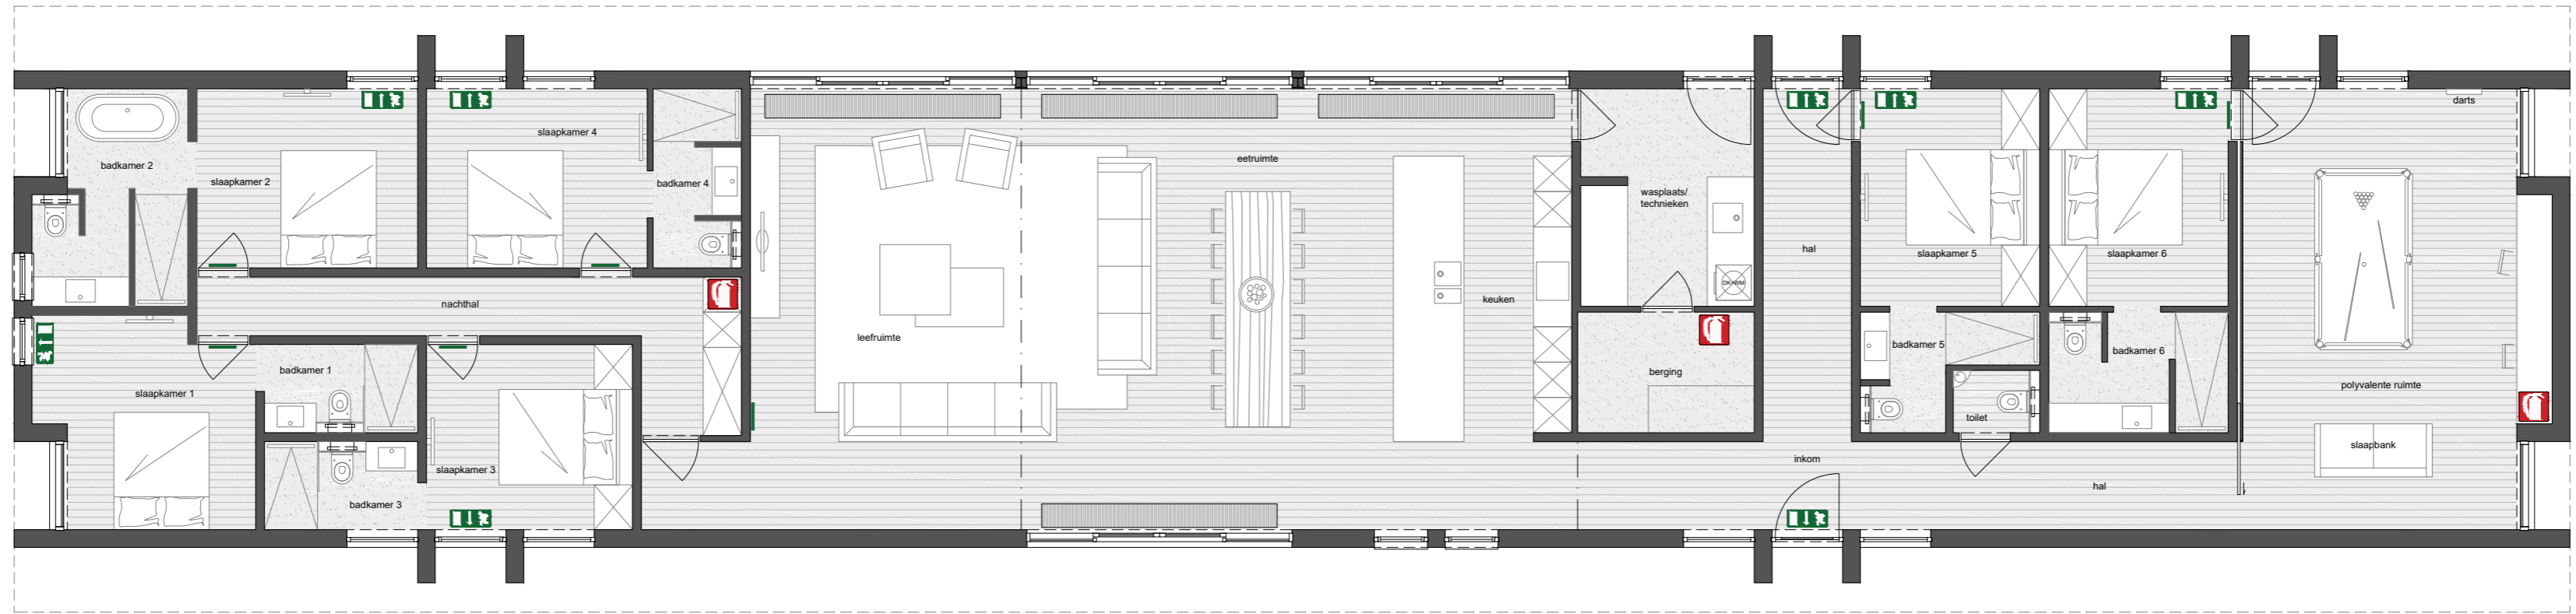 darts
slaapkamer 4
badkamer 2
eetruimte
slaapkamer 2
badkamer 4
wasplaats/
technieken
hal
slaapkamer 5
slaapkamer 6
DK+WM
nachthal
keuken
leefruimte
badkamer 5
badkamer 6
badkamer 1
berging
polyvalente ruimte
slaapkamer 1
toilet
slaapbank
inkom
slaapkamer 3
hal
badkamer 3